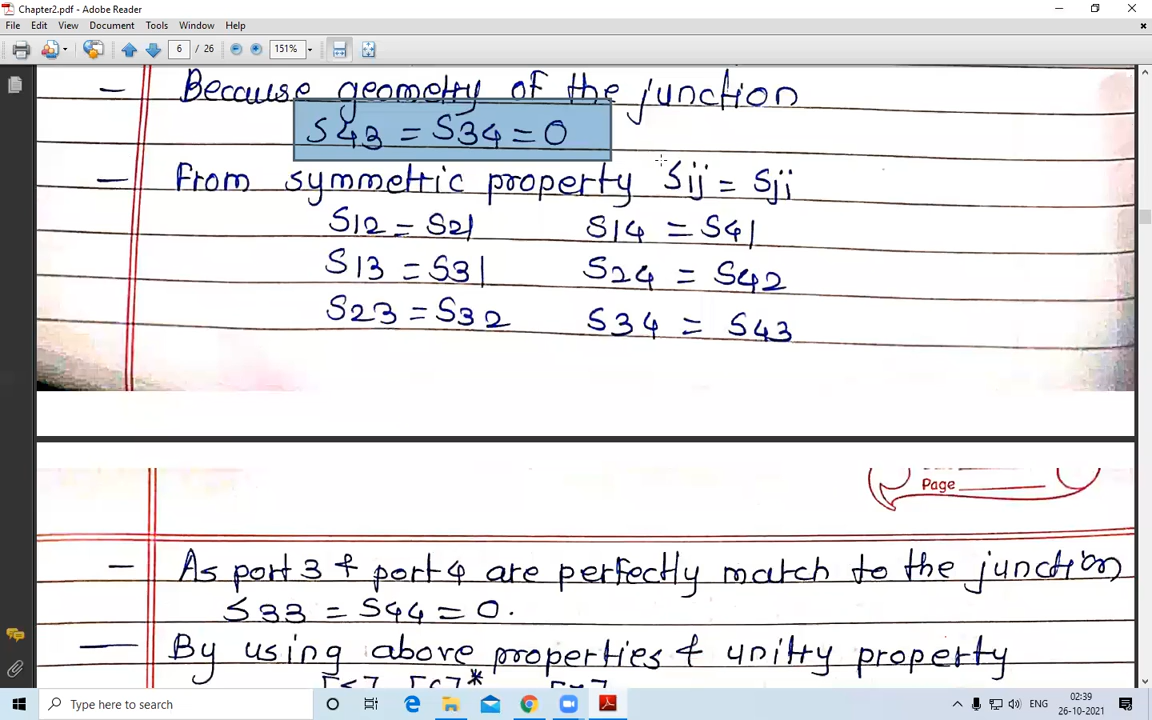 Chapter2.pdf - Adobe Reader
File Edit View Document Tools Window Help
6 / 26 151%
— Because geometry of the junction
S43 = S34 = 0
— From symmetric property Sij = Sji
S12 = S21 S14 = S41
S13 = S31 S24 = S42
S23 = S32 S34 = S43
Page
— As port 3 & port 4 are perfectly match to the junction
S33 = S44 = 0.
— By using above properties & unitry property
[S] [S]* = [I]
Type here to search
ENG
02:39
26-10-2021
6